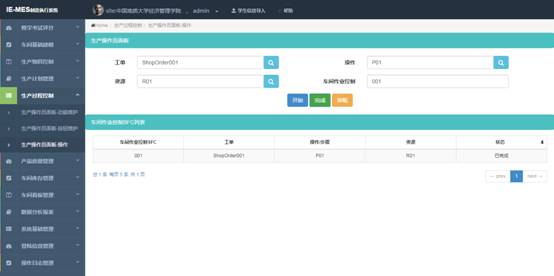 IE-MES制造执行系统
site:中国地质大学经济管理学院, admin
学生信息导入
帮助
教学考试评分
车间基础建模
生产物料控制
生产计划管理
生产过程控制
生产操作员面板-功能维护
生产操作员面板-按钮维护
生产操作员面板-操作
产品质量管理
车间库存管理
车间看板管理
数据分析报表
系统基础管理
登陆信息管理
操作日志管理
Home / 生产过程控制 / 生产操作员面板-操作
生产操作员面板
工单 ShopOrder001 操作 P01
资源 R01 车间作业控制 001
开始 完成
车间作业控制SFC列表
车间作业控制SFC 工单 操作/步骤 资源 状态
001 ShopOrder001 P01 R01 已完成
总 1 条 每页 5 条 共 1 页
← prev 1 next →